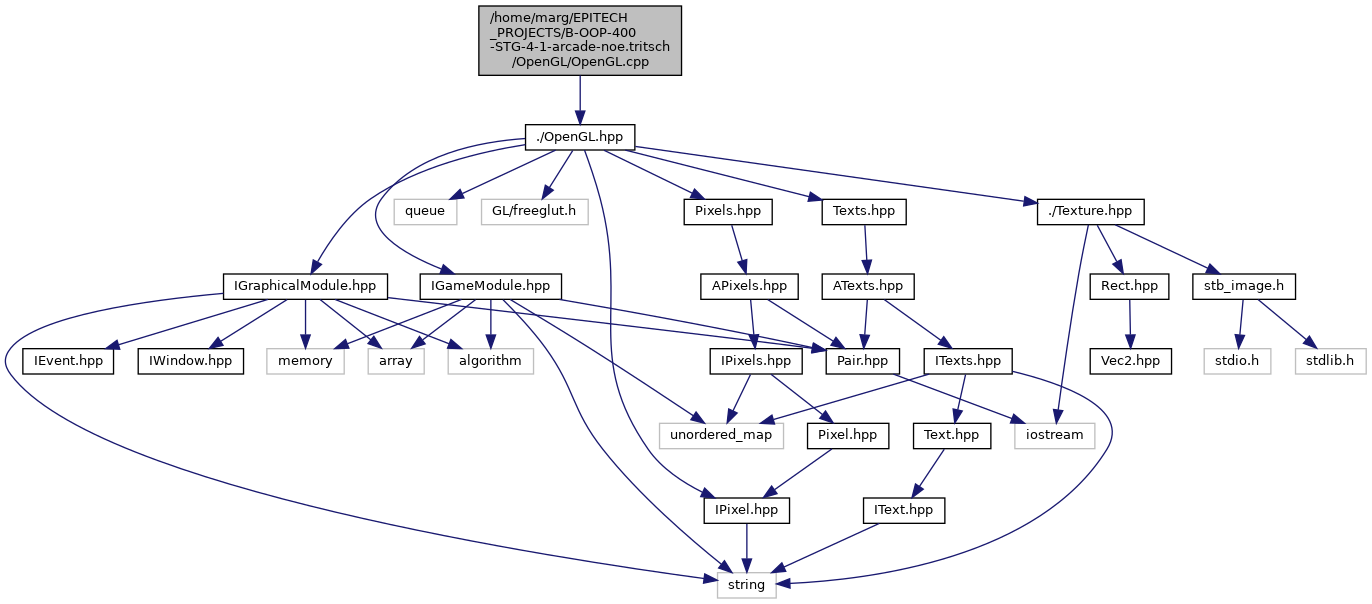 /home/marg/EPITECH
_PROJECTS/B-OOP-400
-STG-4-1-arcade-noe.tritsch
/OpenGL/OpenGL.cpp
./OpenGL.hpp
queue
GL/freeglut.h
Pixels.hpp
Texts.hpp
./Texture.hpp
IGraphicalModule.hpp
IGameModule.hpp
APixels.hpp
ATexts.hpp
Rect.hpp
stb_image.h
IEvent.hpp
IWindow.hpp
memory
array
algorithm
IPixels.hpp
Pair.hpp
ITexts.hpp
Vec2.hpp
stdio.h
stdlib.h
unordered_map
Pixel.hpp
Text.hpp
iostream
IPixel.hpp
IText.hpp
string